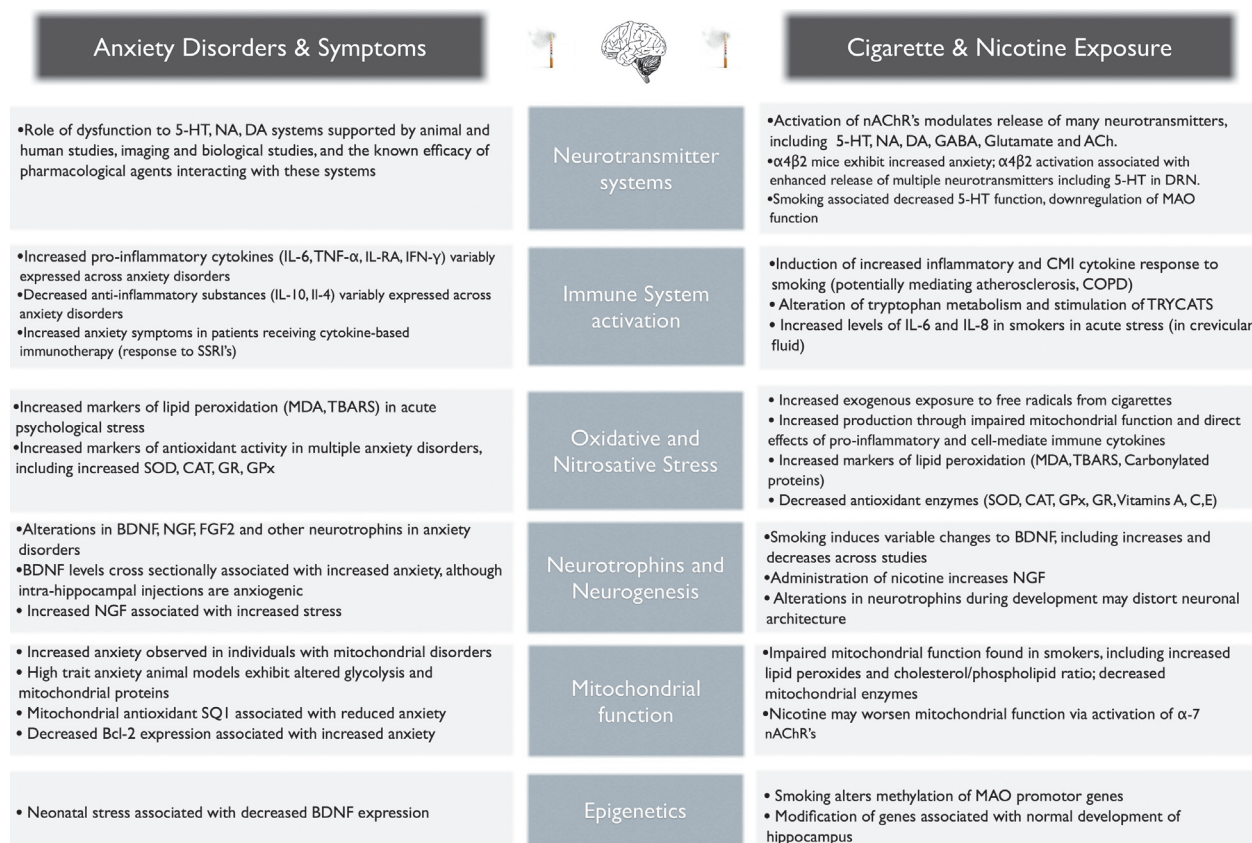 Anxiety Disorders & Symptoms
Cigarette & Nicotine Exposure
•Role of dysfunction to 5-HT, NA, DA systems supported by animal and
human studies, imaging and biological studies, and the known efficacy of
pharmacological agents interacting with these systems
Neurotransmitter
systems
•Activation of nAChR's modulates release of many neurotransmitters,
including 5-HT, NA, DA, GABA, Glutamate and ACh.
•α4β2 mice exhibit increased anxiety; α4β2 activation associated with
enhanced release of multiple neurotransmitters including 5-HT in DRN.
•Smoking associated decreased 5-HT function, downregulation of MAO
function
•Increased pro-inflammatory cytokines (IL-6, TNF-α, IL-RA, IFN-γ) variably
expressed across anxiety disorders
•Decreased anti-inflammatory substances (IL-10, Il-4) variably expressed across
anxiety disorders
•Increased anxiety symptoms in patients receiving cytokine-based
immunotherapy (response to SSRI's)
Immune System
activation
•Induction of increased inflammatory and CMI cytokine response to
smoking (potentially mediating atherosclerosis, COPD)
• Alteration of tryptophan metabolism and stimulation of TRYCATS
• Increased levels of IL-6 and IL-8 in smokers in acute stress (in crevicular
fluid)
•Increased markers of lipid peroxidation (MDA, TBARS) in acute
psychological stress
•Increased markers of antioxidant activity in multiple anxiety disorders,
including increased SOD, CAT, GR, GPx
Oxidative and
Nitrosative Stress
• Increased exogenous exposure to free radicals from cigarettes
• Increased production through impaired mitochondrial function and direct
effects of pro-inflammatory and cell-mediate immune cytokines
• Increased markers of lipid peroxidation (MDA, TBARS, Carbonylated
proteins)
• Decreased antioxidant enzymes (SOD, CAT, GPx, GR, Vitamins A, C,E)
•Alterations in BDNF, NGF, FGF2 and other neurotrophins in anxiety
disorders
•BDNF levels cross sectionally associated with increased anxiety, although
intra-hippocampal injections are anxiogenic
• Increased NGF associated with increased stress
Neurotrophins and
Neurogenesis
•Smoking induces variable changes to BDNF, including increases and
decreases across studies
•Administration of nicotine increases NGF
• Alterations in neurotrophins during development may distort neuronal
architecture
• Increased anxiety observed in individuals with mitochondrial disorders
• High trait anxiety animal models exhibit altered glycolysis and
mitochondrial proteins
• Mitochondrial antioxidant SQ1 associated with reduced anxiety
• Decreased Bcl-2 expression associated with increased anxiety
Mitochondrial
function
•Impaired mitochondrial function found in smokers, including increased
lipid peroxides and cholesterol/phospholipid ratio; decreased
mitochondrial enzymes
•Nicotine may worsen mitochondrial function via activation of α-7
nAChR's
• Neonatal stress associated with decreased BDNF expression
Epigenetics
• Smoking alters methylation of MAO promotor genes
• Modification of genes associated with normal development of
hippocampus